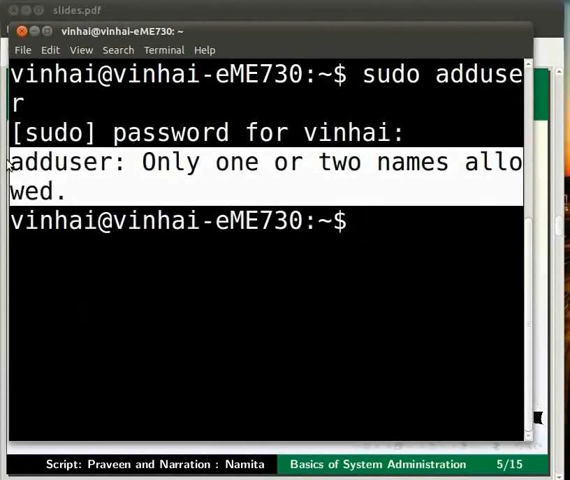 slides.pdf
vinhai@vinhai-eME730: ~
File Edit View Search Terminal Help
vinhai@vinhai-eME730:~$ sudo adduse
r
[sudo] password for vinhai:
adduser: Only one or two names allo
wed.
vinhai@vinhai-eME730:~$
Script: Praveen and Narration : Namita Basics of System Administration 5/15